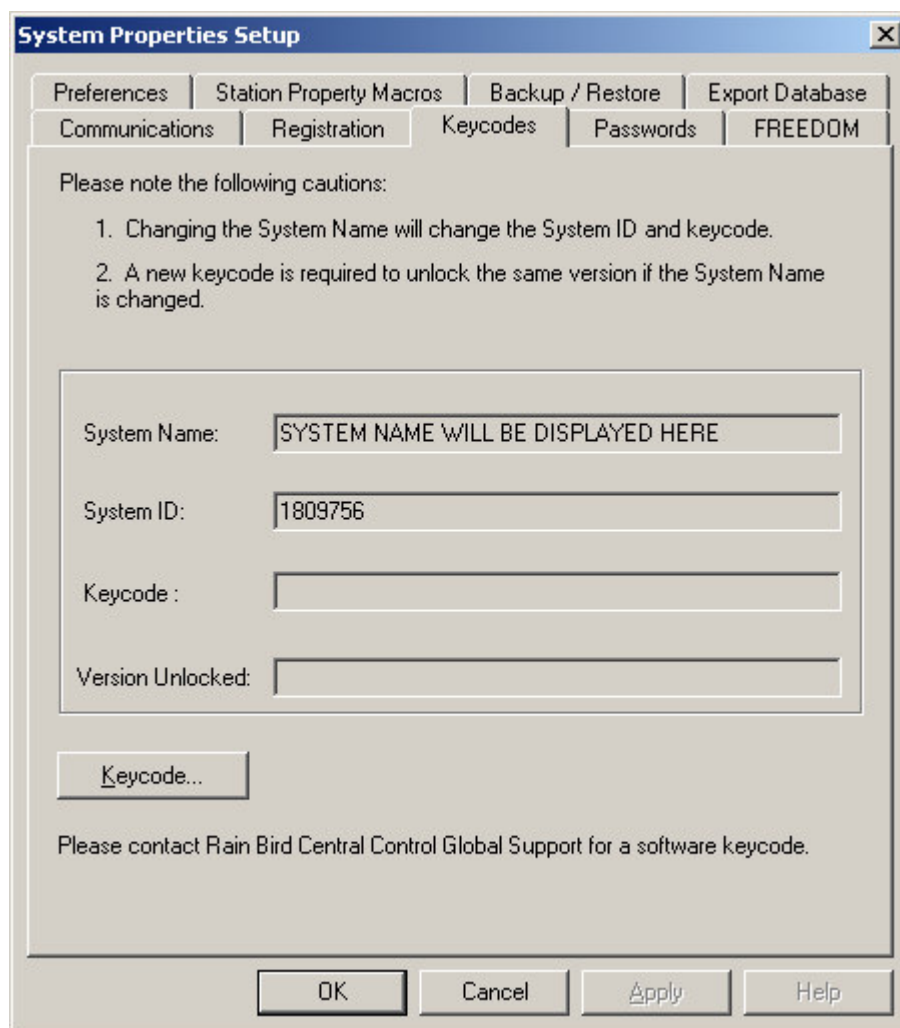 System Properties Setup
Preferences
Station Property Macros
Backup / Restore
Export Database
Communications
Registration
Keycodes
Passwords
FREEDOM
Please note the following cautions:
1. Changing the System Name will change the System ID and keycode.
2. A new keycode is required to unlock the same version if the System Name
is changed.
System Name:
SYSTEM NAME WILL BE DISPLAYED HERE
System ID:
1809756
Keycode :
Version Unlocked:
Keycode...
Please contact Rain Bird Central Control Global Support for a software keycode.
OK
Cancel
Apply
Help